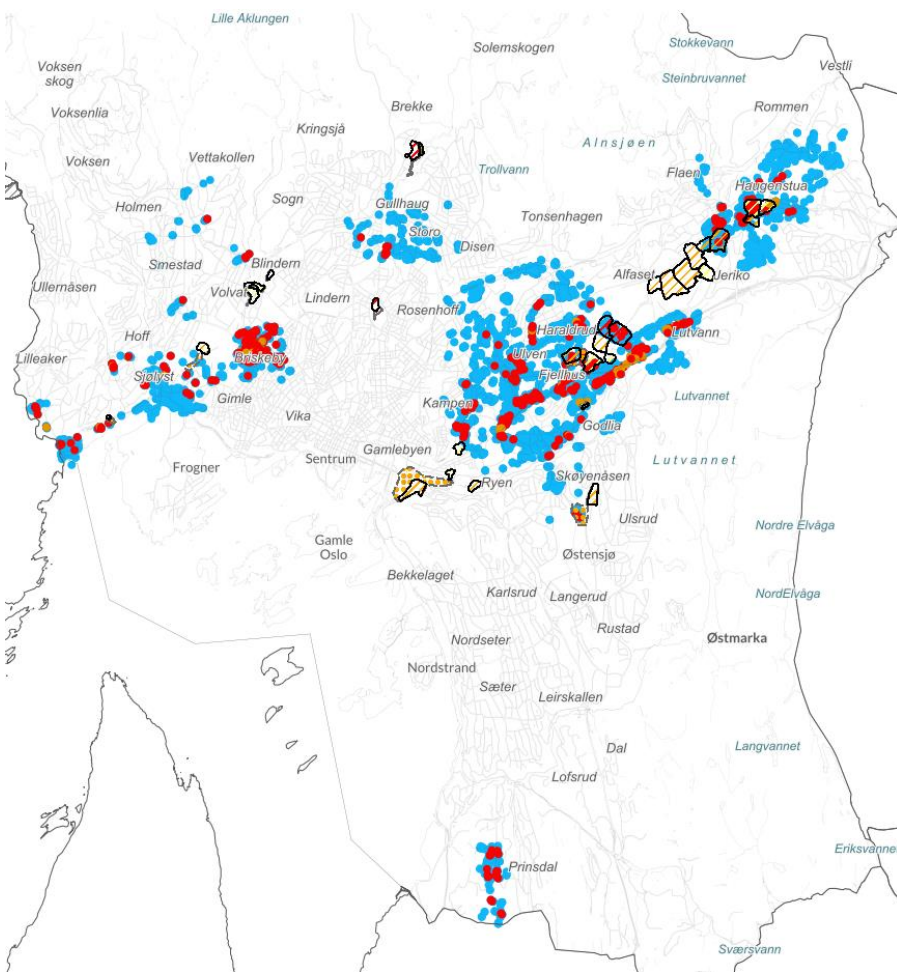 Lille Aklungen
Solemskogen
Stokkevann
Voksen
skog
Steinbruvannet
Vestli
Voksenlia
Brekke
Rommen
Kringsjå
Alnsjøen
Voksen
Vettakollen
Trollvann
Flaen
Haugenstua
Holmen
Sogn
Gullhaug
Tonsenhagen
Storo
Disen
Smestad
Blindern
Alfaset
Jeriko
Ullernåsen
Lindern
Rosenhoff
Hoff
Haraldrud
Lutvann
Lilleaker
Ulven
Sjølyst
Fjellhus
Gimle
Kampen
Lutvannet
Vika
Godlia
Gamlebyen
Sentrum
Lutvannet
Frogner
Ryen
Skøyenåsen
Ulsrud
Nordre Elvåga
Gamle
Oslo
Østensjø
Bekkelaget
Karlsrud
Langerud
NordElvåga
Rustad
Nordseter
Østmarka
Nordstrand
Sæter
Leirskallen
Dal
Langvannet
Lofsrud
Eriksvannet
Prinsdal
Sværsvann